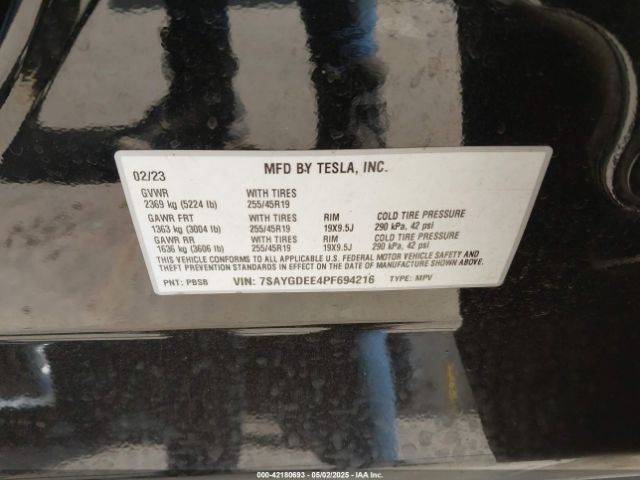 02/23 MFD BY TESLA, INC.
GVWR WITH TIRES
2369 kg (5224 lb) 255/45R19
GAWR FRT WITH TIRES RIM COLD TIRE PRESSURE
1363 kg (3004 lb) 255/45R19 19X9.5J 290 kPa, 42 psi
GAWR RR WITH TIRES RIM COLD TIRE PRESSURE
1636 kg (3606 lb) 255/45R19 19X9.5J 290 kPa, 42 psi
THIS VEHICLE CONFORMS TO ALL APPLICABLE U.S. FEDERAL MOTOR VEHICLE SAFETY AND
THEFT PREVENTION STANDARDS IN EFFECT ON THE DATE OF MANUFACTURE SHOWN ABOVE.
PNT: PBSB VIN: 7SAYGDEE4PF694216 TYPE: MPV
000-42180693 - 05/02/2025 - IAA Inc.